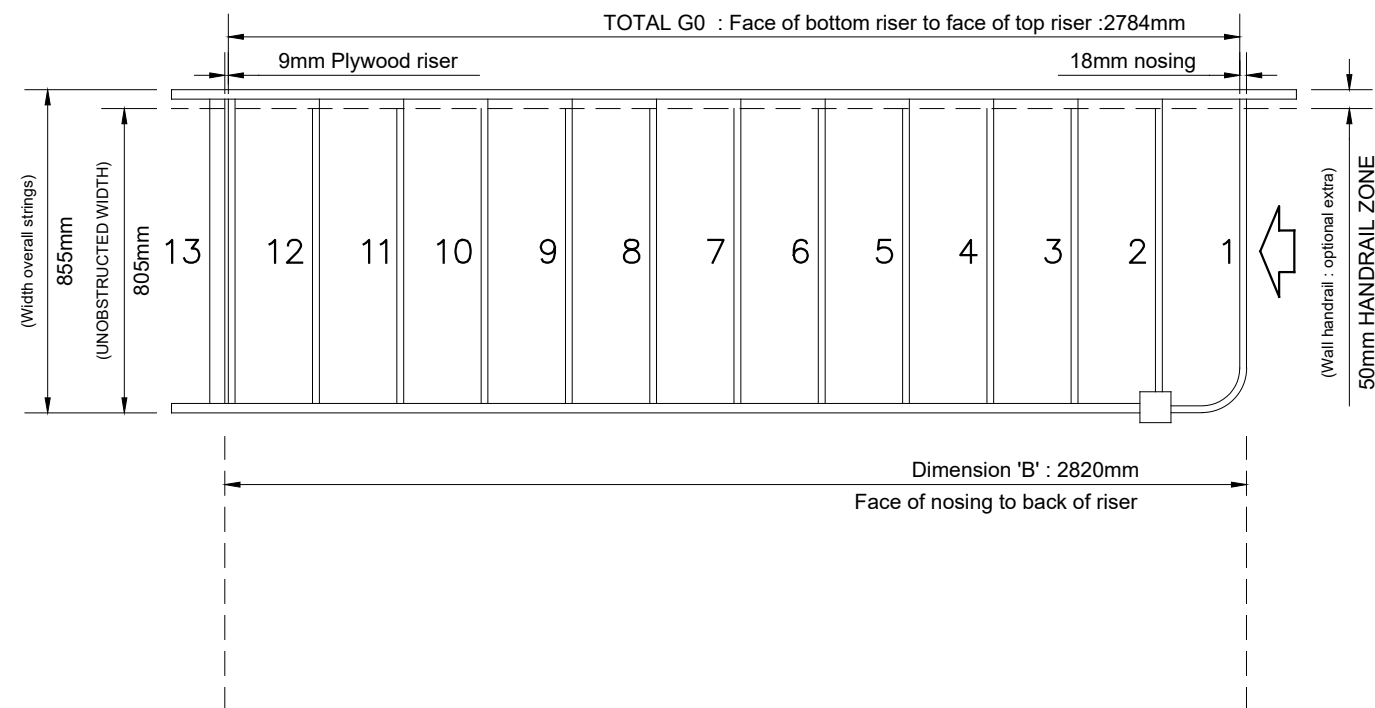 TOTAL G0 : Face of bottom riser to face of top riser :2784mm
9mm Plywood riser
18mm nosing
(Width overall strings)
855mm
(UNOBSTRUCTED WIDTH)
805mm
13 12 11 10 9 8 7 6 5 4 3 2 1
(Wall handrail : optional extra)
50mm HANDRAIL ZONE
Dimension 'B' : 2820mm
Face of nosing to back of riser